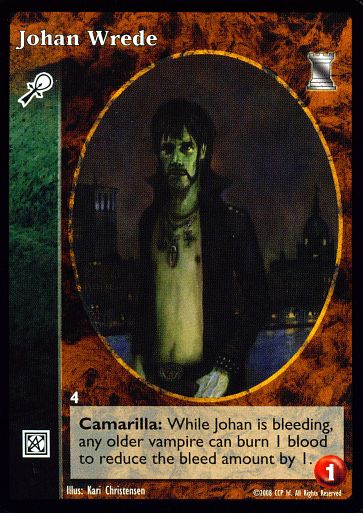 Johan Wrede
4
Camarilla: While Johan is bleeding,
any older vampire can burn 1 blood
to reduce the bleed amount by 1.
1
Illus: Kari Christensen
©2008 CCP hf. All Rights Reserved